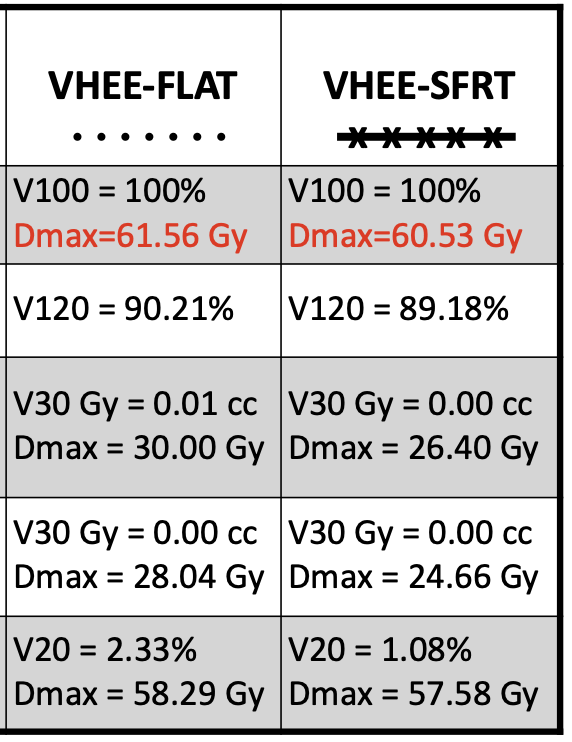 VHEE-FLAT VHEE-SFRT
V100 = 100% V100 = 100%
Dmax=61.56 Gy Dmax=60.53 Gy
V120 = 90.21% V120 = 89.18%
V30 Gy = 0.01 cc V30 Gy = 0.00 cc
Dmax = 30.00 Gy Dmax = 26.40 Gy
V30 Gy = 0.00 cc V30 Gy = 0.00 cc
Dmax = 28.04 Gy Dmax = 24.66 Gy
V20 = 2.33% V20 = 1.08%
Dmax = 58.29 Gy Dmax = 57.58 Gy